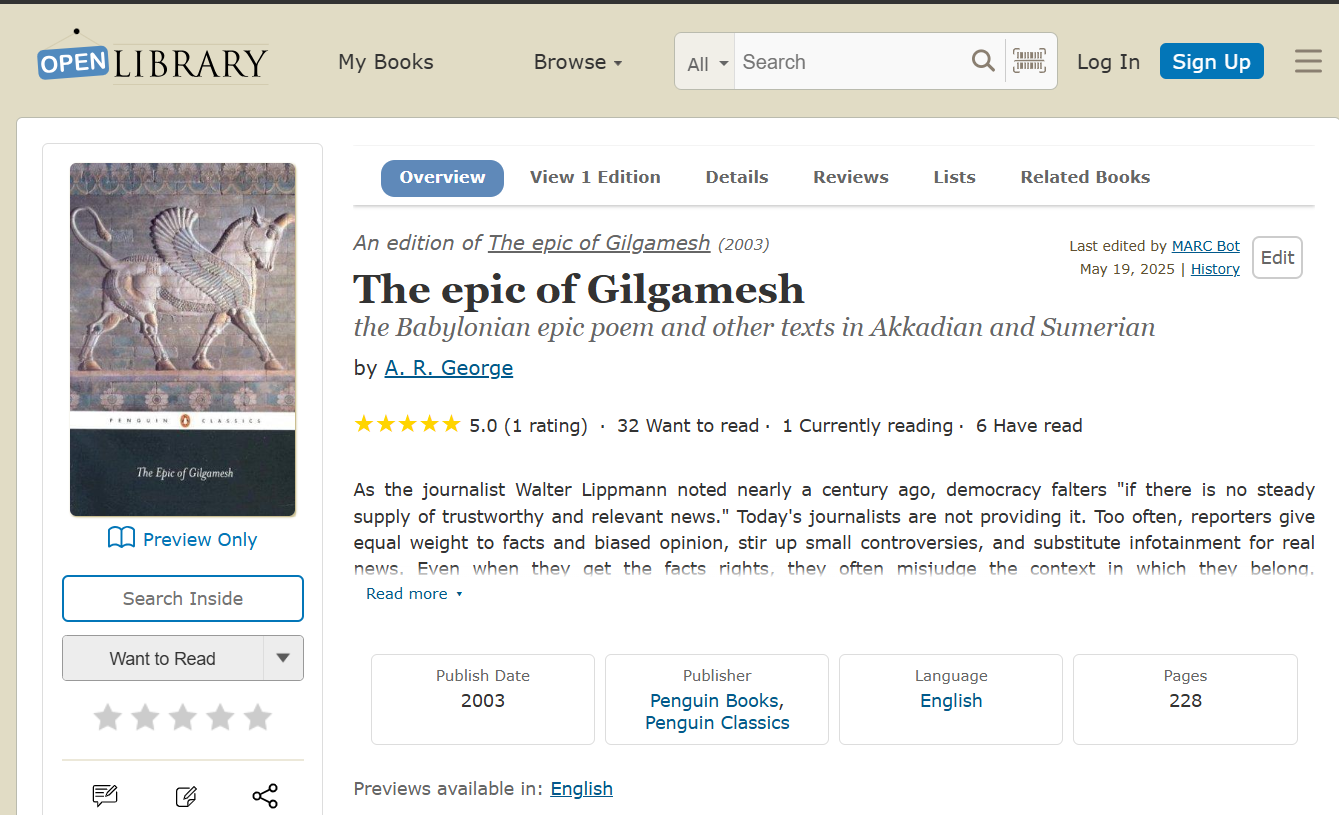 OPEN LIBRARY
My Books
Browse
All
Search
Log In
Sign Up
PENGUIN CLASSICS
The Epic of Gilgamesh
Preview Only
Search Inside
Want to Read
Overview
View 1 Edition
Details
Reviews
Lists
Related Books
An edition of The epic of Gilgamesh (2003)
Last edited by MARC Bot
May 19, 2025 | History
Edit
The epic of Gilgamesh
the Babylonian epic poem and other texts in Akkadian and Sumerian
by A. R. George
5.0 (1 rating) · 32 Want to read · 1 Currently reading · 6 Have read
As the journalist Walter Lippmann noted nearly a century ago, democracy falters "if there is no steady
supply of trustworthy and relevant news." Today's journalists are not providing it. Too often, reporters give
equal weight to facts and biased opinion, stir up small controversies, and substitute infotainment for real
news. Even when they get the facts rights, they often misjudge the context in which they belong.
Read more
Publish Date
2003
Publisher
Penguin Books,
Penguin Classics
Language
English
Pages
228
Previews available in: English